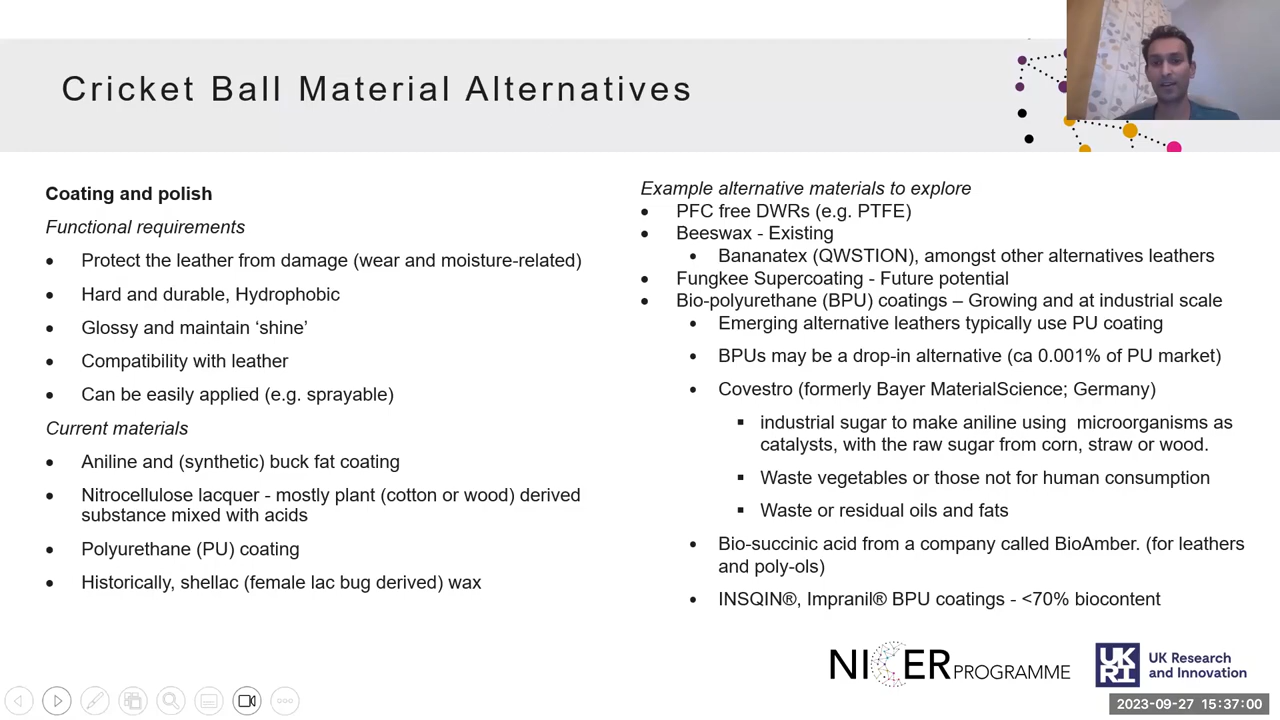 Cricket Ball Material Alternatives
Coating and polish
Functional requirements
• Protect the leather from damage (wear and moisture-related)
• Hard and durable, Hydrophobic
• Glossy and maintain ‘shine’
• Compatibility with leather
• Can be easily applied (e.g. sprayable)
Current materials
• Aniline and (synthetic) buck fat coating
• Nitrocellulose lacquer - mostly plant (cotton or wood) derived
substance mixed with acids
• Polyurethane (PU) coating
• Historically, shellac (female lac bug derived) wax
Example alternative materials to explore
• PFC free DWRs (e.g. PTFE)
• Beeswax - Existing
• Bananatex (QWSTION), amongst other alternatives leathers
• Fungkee Supercoating - Future potential
• Bio-polyurethane (BPU) coatings – Growing and at industrial scale
• Emerging alternative leathers typically use PU coating
• BPUs may be a drop-in alternative (ca 0.001% of PU market)
• Covestro (formerly Bayer MaterialScience; Germany)
▪ industrial sugar to make aniline using  microorganisms as
catalysts, with the raw sugar from corn, straw or wood.
▪ Waste vegetables or those not for human consumption
▪ Waste or residual oils and fats
• Bio-succinic acid from a company called BioAmber. (for leathers
and poly-ols)
• INSQIN®, Impranil® BPU coatings - <70% biocontent
NICER PROGRAMME
UKRI
UK Research
and Innovation
2023-09-27 15:37:00